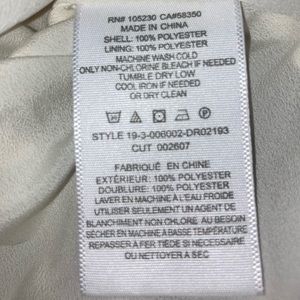 RN# 105230 CA#58350
MADE IN CHINA
SHELL: 100% POLYESTER
LINING: 100% POLYESTER
MACHINE WASH COLD
ONLY NON-CHLORINE BLEACH IF NEEDED
TUMBLE DRY LOW
COOL IRON IF NEEDED
OR DRY CLEAN
STYLE 19-3-006002-DR02193
CUT 002607
FABRIQUÉ EN CHINE
EXTÉRIEUR: 100% POLYESTER
DOUBLURE: 100% POLYESTER
LAVER EN MACHINE À L'EAU FROIDE
UTILISER SEULEMENT UN AGENT DE
BLANCHIMENT NON CHLORE AU BESOIN
SÉCHER EN MACHINE À BASSE TEMPÉRATURE
REPASSER À FER TIÈDE SI NÉCESSAIRE
OU NETTOYER À SEC